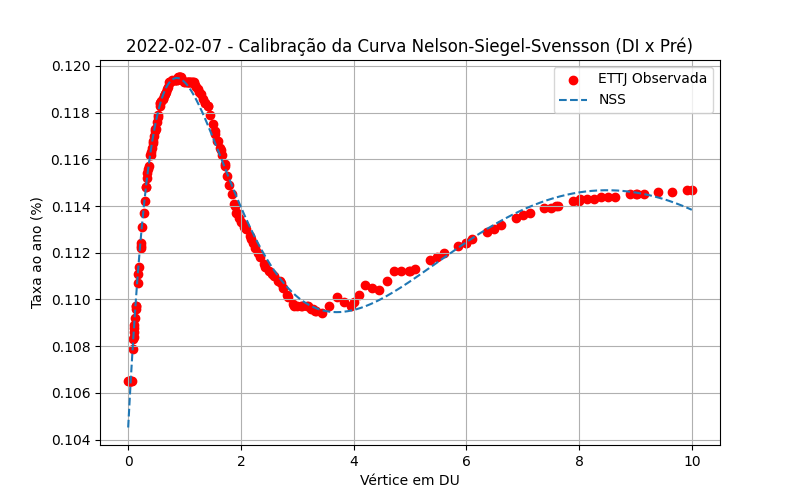 2022-02-07 - Calibração da Curva Nelson-Siegel-Svensson (DI x Pré)
ETTJ Observada
NSS
Taxa ao ano (%)
0.120
0.118
0.116
0.114
0.112
0.110
0.108
0.106
0.104
0 2 4 6 8 10
Vértice em DU